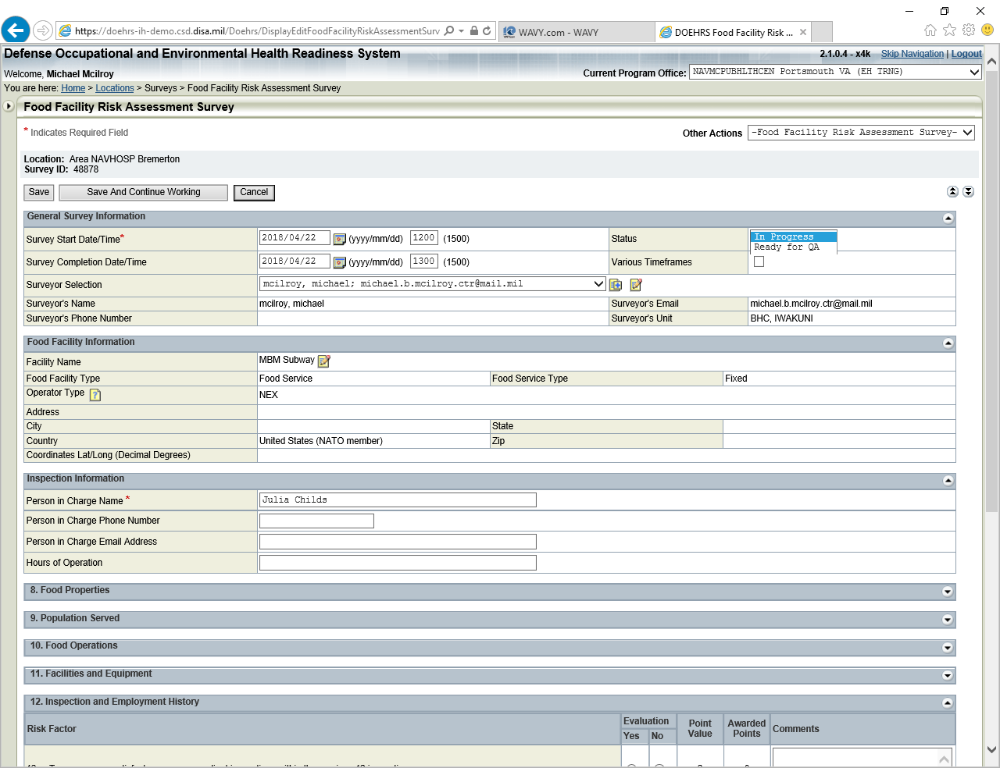 https://doehrs-ih-demo.csd.disa.mil/Doehrs/DisplayEditFoodFacilityRiskAssessmentSurv
WAVY.com - WAVY
DOEHRS Food Facility Risk ...
Defense Occupational and Environmental Health Readiness System
2.1.0.4 - x4k Skip Navigation | Logout
Welcome, Michael Mcilroy
Current Program Office: NAVMCPUBHLTHCEN Portsmouth VA (EH TRNG)
You are here: Home > Locations > Surveys > Food Facility Risk Assessment Survey
Food Facility Risk Assessment Survey
* Indicates Required Field
Other Actions -Food Facility Risk Assessment Survey-
Location: Area NAVHOSP Bremerton
Survey ID: 48878
Save Save And Continue Working Cancel
General Survey Information
Survey Start Date/Time* 2018/04/22 (yyyy/mm/dd) 1200 (1500) Status In Progress
Ready for QA
Survey Completion Date/Time 2018/04/22 (yyyy/mm/dd) 1300 (1500) Various Timeframes
Surveyor Selection mcilroy, michael; michael.b.mcilroy.ctr@mail.mil
Surveyor's Name mcilroy, michael Surveyor's Email michael.b.mcilroy.ctr@mail.mil
Surveyor's Phone Number Surveyor's Unit BHC, IWAKUNI
Food Facility Information
Facility Name MBM Subway
Food Facility Type Food Service Food Service Type Fixed
Operator Type NEX
Address
City State
Country United States (NATO member) Zip
Coordinates Lat/Long (Decimal Degrees)
Inspection Information
Person in Charge Name * Julia Childs
Person in Charge Phone Number
Person in Charge Email Address
Hours of Operation
8. Food Properties
9. Population Served
10. Food Operations
11. Facilities and Equipment
12. Inspection and Employment History
Risk Factor Evaluation Yes No Point Value Awarded Points Comments